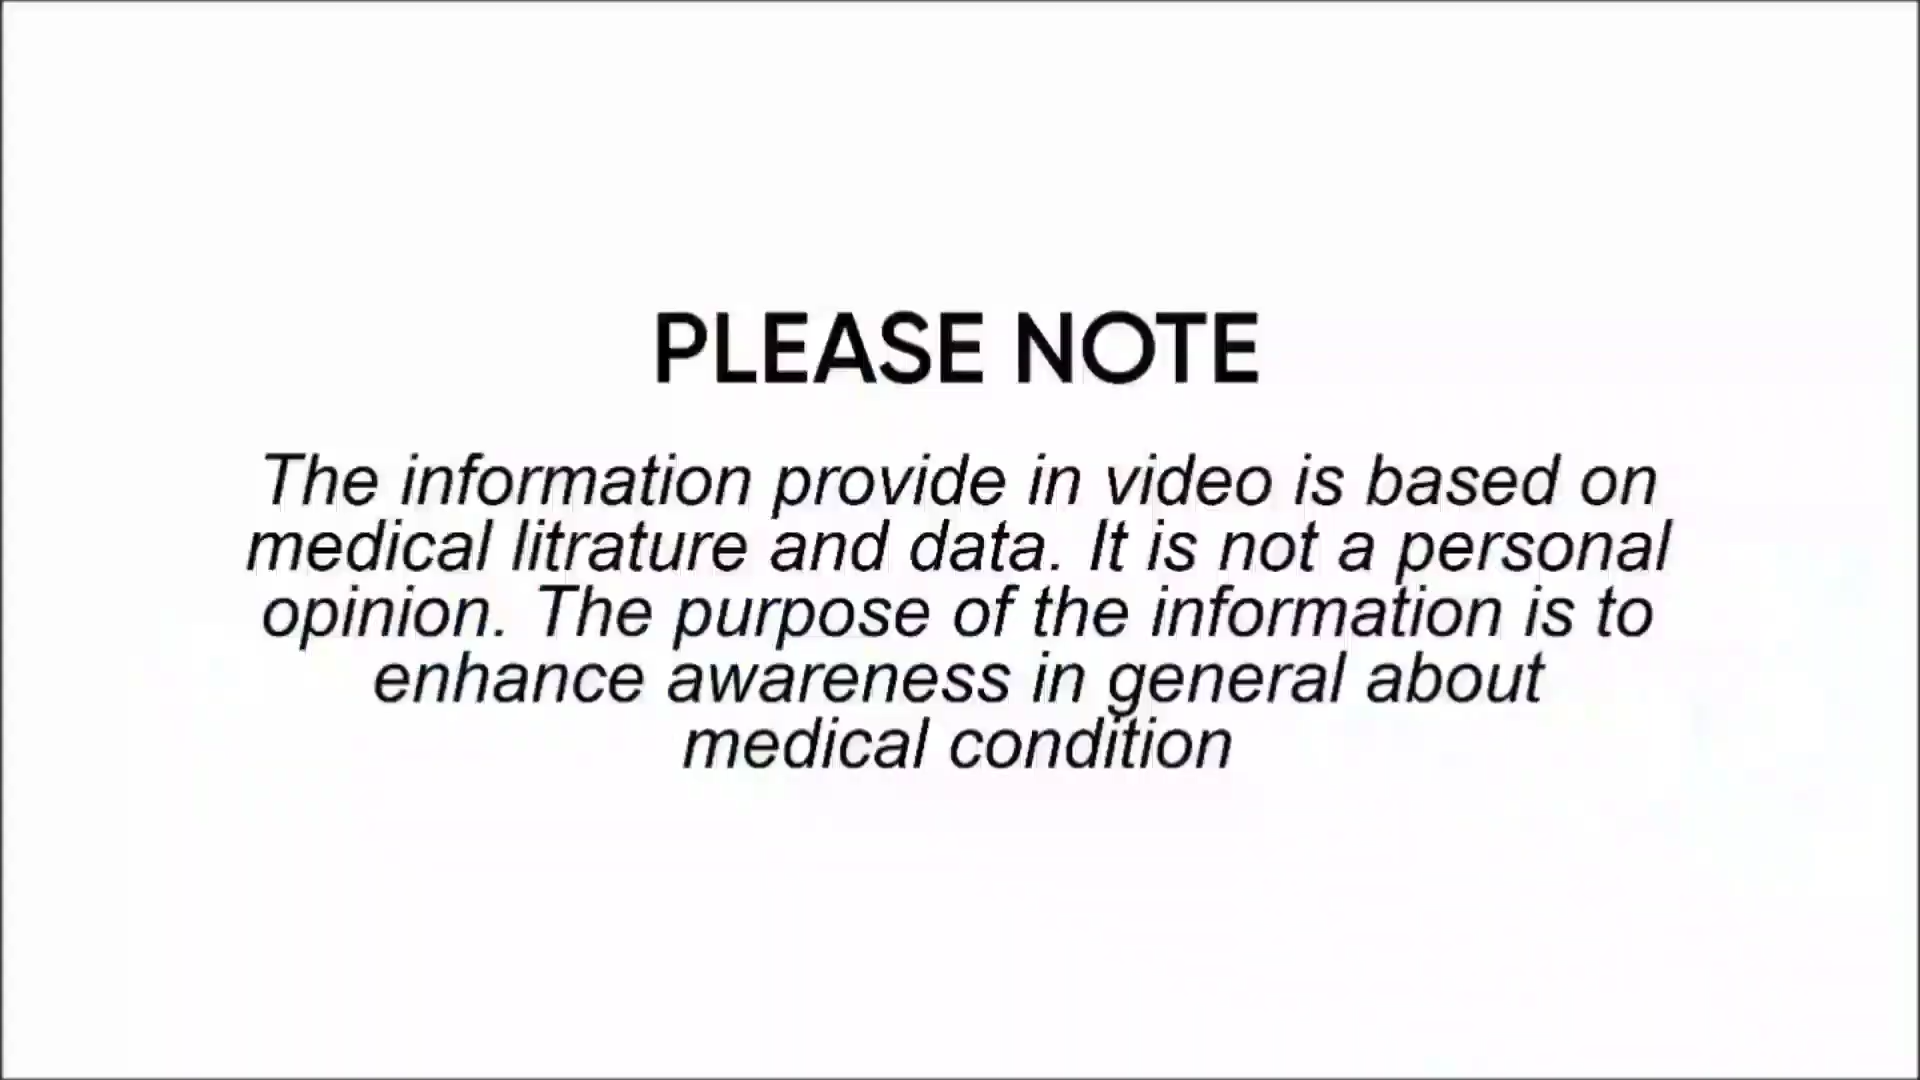 PLEASE NOTE
The information provide in video is based on
medical litrature and data. It is not a personal
opinion. The purpose of the information is to
enhance awareness in general about
medical condition